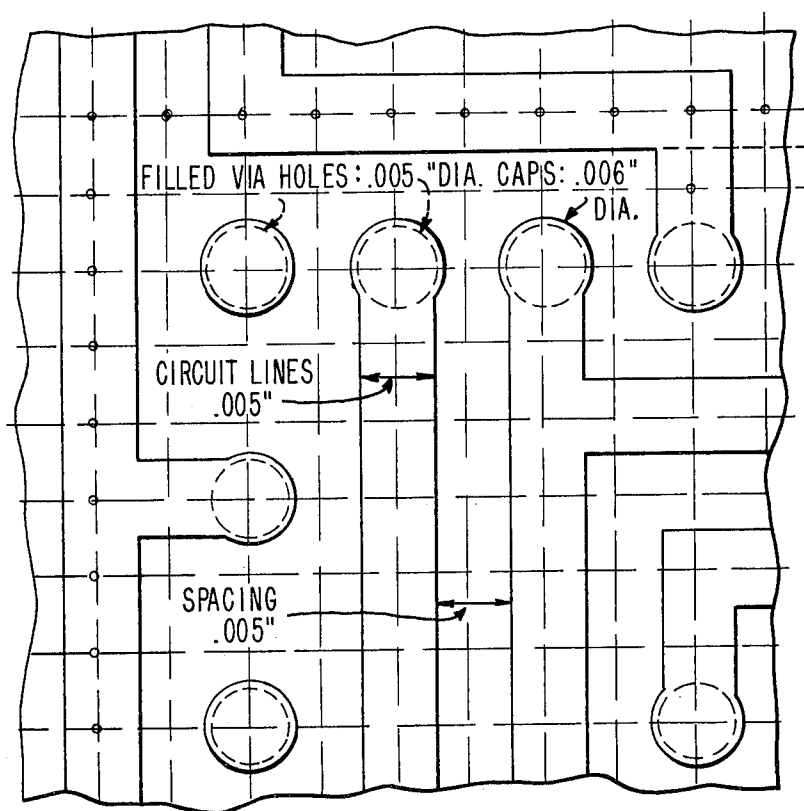 FILLED VIA HOLES: .005 "DIA. CAPS: .006"
DIA.
CIRCUIT LINES
.005"
SPACING
.005"